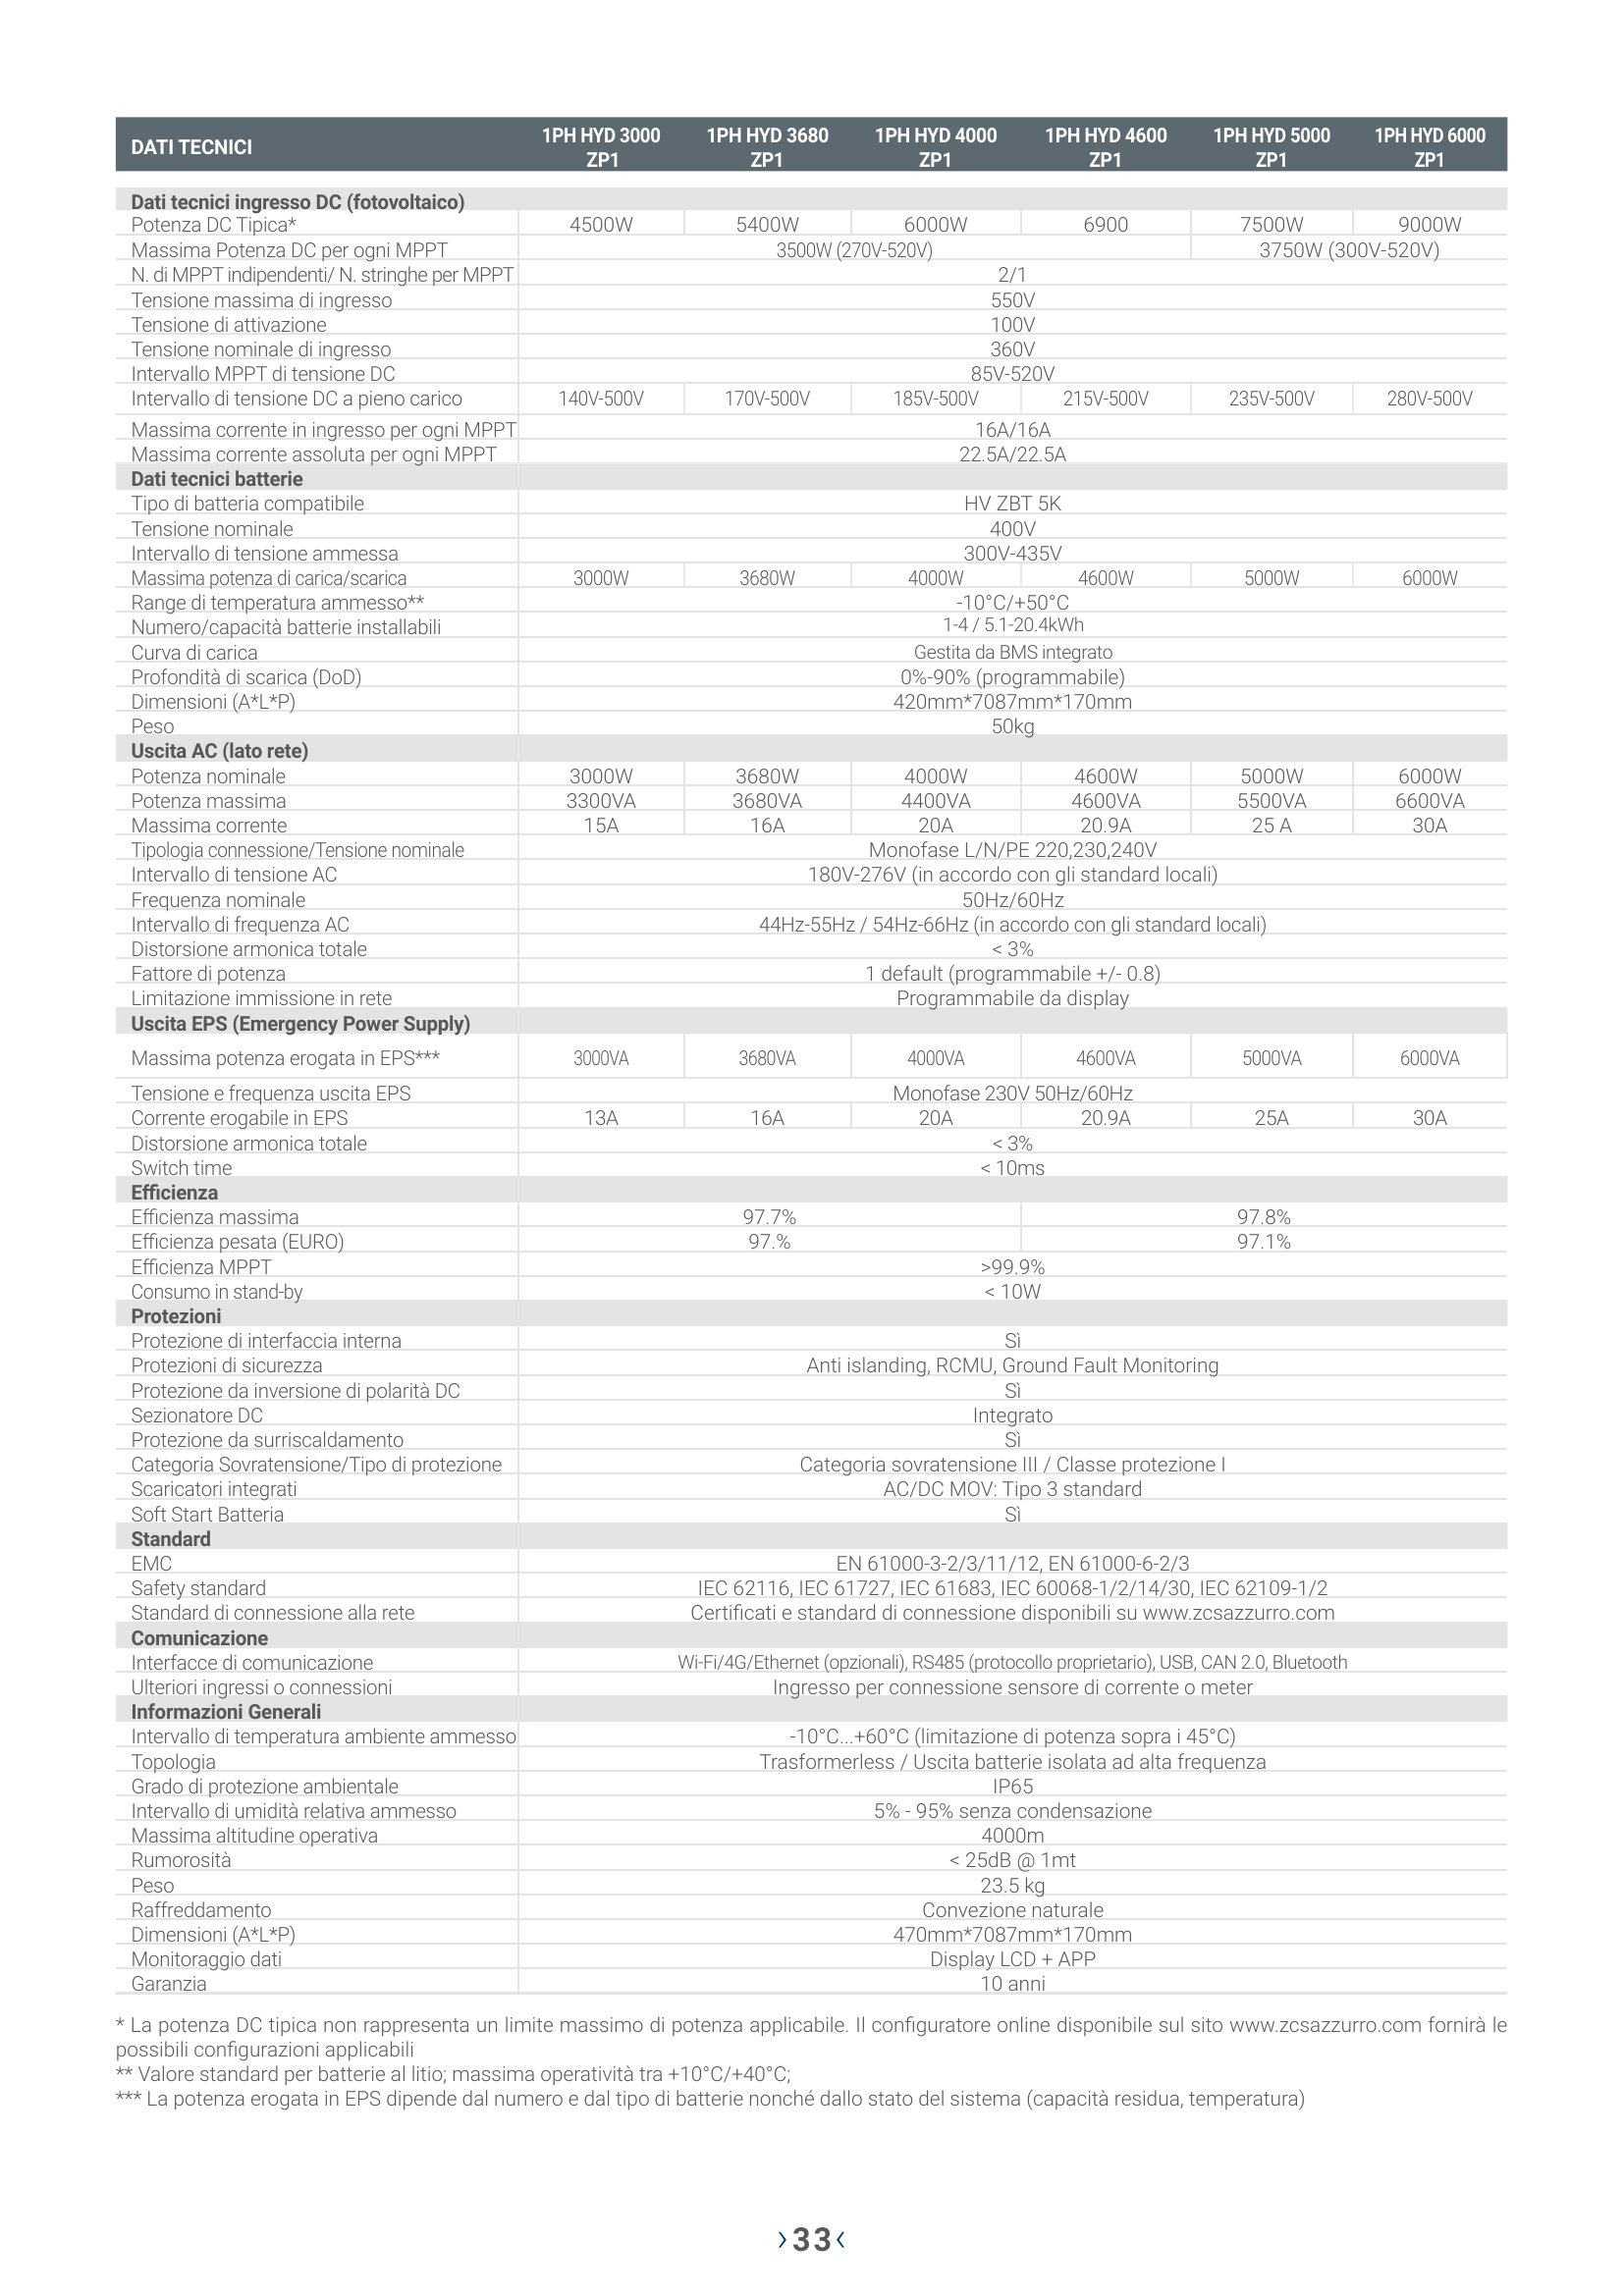 DATI TECNICI 1PH HYD 3000 ZP1 1PH HYD 3680 ZP1 1PH HYD 4000 ZP1 1PH HYD 4600 ZP1 1PH HYD 5000 ZP1 1PH HYD 6000 ZP1
Dati tecnici ingresso DC (fotovoltaico)
Potenza DC Tipica* 4500W 5400W 6000W 6900 7500W 9000W
Massima Potenza DC per ogni MPPT 3500W (270V-520V) 3750W (300V-520V)
N. di MPPT indipendenti/ N. stringhe per MPPT 2/1
Tensione massima di ingresso 550V
Tensione di attivazione 100V
Tensione nominale di ingresso 360V
Intervallo MPPT di tensione DC 85V-520V
Intervallo di tensione DC a pieno carico 140V-500V 170V-500V 185V-500V 215V-500V 235V-500V 280V-500V
Massima corrente in ingresso per ogni MPPT 16A/16A
Massima corrente assoluta per ogni MPPT 22.5A/22.5A
Dati tecnici batterie
Tipo di batteria compatibile HV ZBT 5K
Tensione nominale 400V
Intervallo di tensione ammessa 300V-435V
Massima potenza di carica/scarica 3000W 3680W 4000W 4600W 5000W 6000W
Range di temperatura ammesso** -10°C/+50°C
Numero/capacità batterie installabili 1-4 / 5.1-20.4kWh
Curva di carica Gestita da BMS integrato
Profondità di scarica (DoD) 0%-90% (programmabile)
Dimensioni (A*L*P) 420mm*7087mm*170mm
Peso 50kg
Uscita AC (lato rete)
Potenza nominale 3000W 3680W 4000W 4600W 5000W 6000W
Potenza massima 3300VA 3680VA 4400VA 4600VA 5500VA 6600VA
Massima corrente 15A 16A 20A 20.9A 25 A 30A
Tipologia connessione/Tensione nominale Monofase L/N/PE 220,230,240V
Intervallo di tensione AC 180V-276V (in accordo con gli standard locali)
Frequenza nominale 50Hz/60Hz
Intervallo di frequenza AC 44Hz-55Hz / 54Hz-66Hz (in accordo con gli standard locali)
Distorsione armonica totale < 3%
Fattore di potenza 1 default (programmabile +/- 0.8)
Limitazione immissione in rete Programmabile da display
Uscita EPS (Emergency Power Supply)
Massima potenza erogata in EPS*** 3000VA 3680VA 4000VA 4600VA 5000VA 6000VA
Tensione e frequenza uscita EPS Monofase 230V 50Hz/60Hz
Corrente erogabile in EPS 13A 16A 20A 20.9A 25A 30A
Distorsione armonica totale < 3%
Switch time < 10ms
Efficienza
Efficienza massima 97.7% 97.8%
Efficienza pesata (EURO) 97.% 97.1%
Efficienza MPPT >99.9%
Consumo in stand-by < 10W
Protezioni
Protezione di interfaccia interna Sì
Protezioni di sicurezza Anti islanding, RCMU, Ground Fault Monitoring
Protezione da inversione di polarità DC Sì
Sezionatore DC Integrato
Protezione da surriscaldamento Sì
Categoria Sovratensione/Tipo di protezione Categoria sovratensione III / Classe protezione I
Scaricatori integrati AC/DC MOV: Tipo 3 standard
Soft Start Batteria Sì
Standard
EMC EN 61000-3-2/3/11/12, EN 61000-6-2/3
Safety standard IEC 62116, IEC 61727, IEC 61683, IEC 60068-1/2/14/30, IEC 62109-1/2
Standard di connessione alla rete Certificati e standard di connessione disponibili su www.zcsazzurro.com
Comunicazione
Interfacce di comunicazione Wi-Fi/4G/Ethernet (opzionali), RS485 (protocollo proprietario), USB, CAN 2.0, Bluetooth
Ulteriori ingressi o connessioni Ingresso per connessione sensore di corrente o meter
Informazioni Generali
Intervallo di temperatura ambiente ammesso -10°C...+60°C (limitazione di potenza sopra i 45°C)
Topologia Trasformerless / Uscita batterie isolata ad alta frequenza
Grado di protezione ambientale IP65
Intervallo di umidità relativa ammesso 5% - 95% senza condensazione
Massima altitudine operativa 4000m
Rumorosità < 25dB @ 1mt
Peso 23.5 kg
Raffreddamento Convezione naturale
Dimensioni (A*L*P) 470mm*7087mm*170mm
Monitoraggio dati Display LCD + APP
Garanzia 10 anni
* La potenza DC tipica non rappresenta un limite massimo di potenza applicabile. Il configuratore online disponibile sul sito www.zcsazzurro.com fornirà le
possibili configurazioni applicabili
** Valore standard per batterie al litio; massima operatività tra +10°C/+40°C;
*** La potenza erogata in EPS dipende dal numero e dal tipo di batterie nonché dallo stato del sistema (capacità residua, temperatura)
›33‹